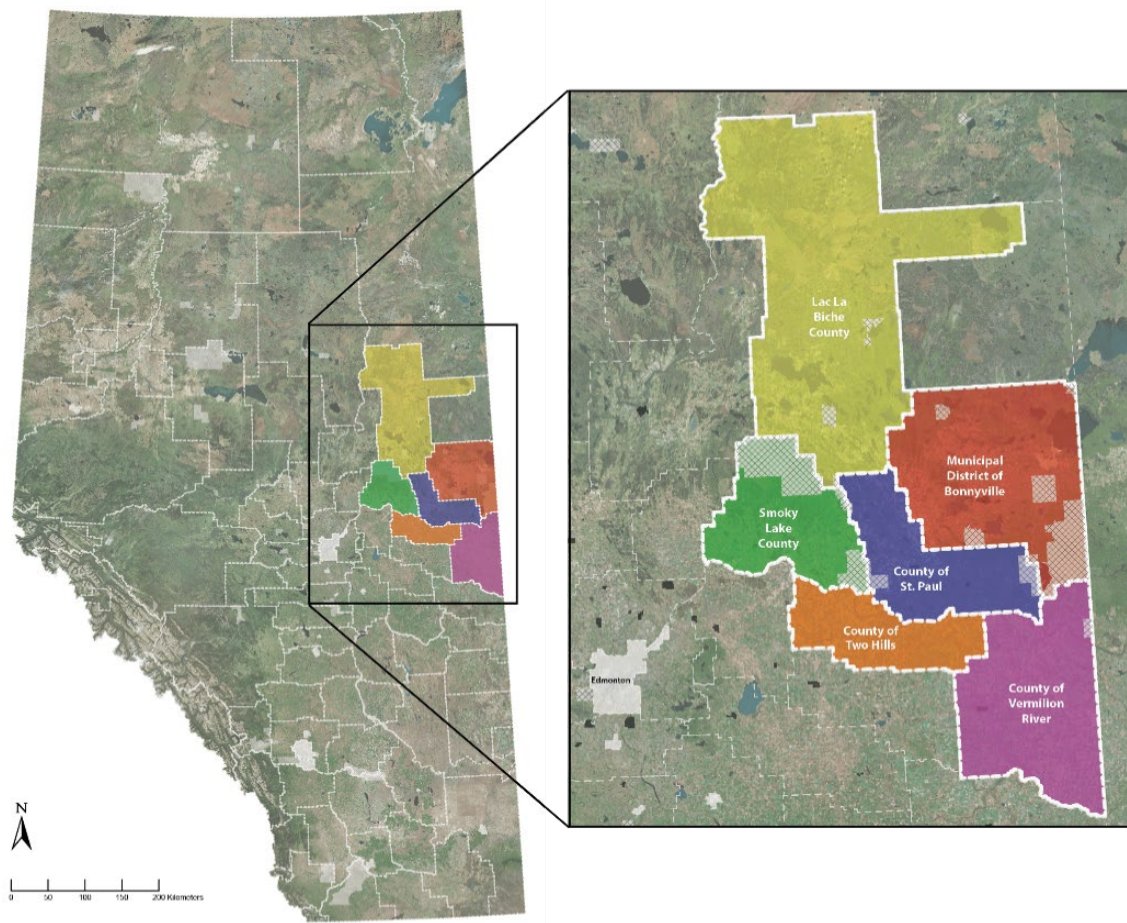 Lac La
Biche
County
Municipal
District of
Bonnyville
Smoky
Lake
County
County of
St. Paul
County of
Two Hills
Edmonton
County of
Vermilion
River
N
0 50 100 150 200 Kilometers